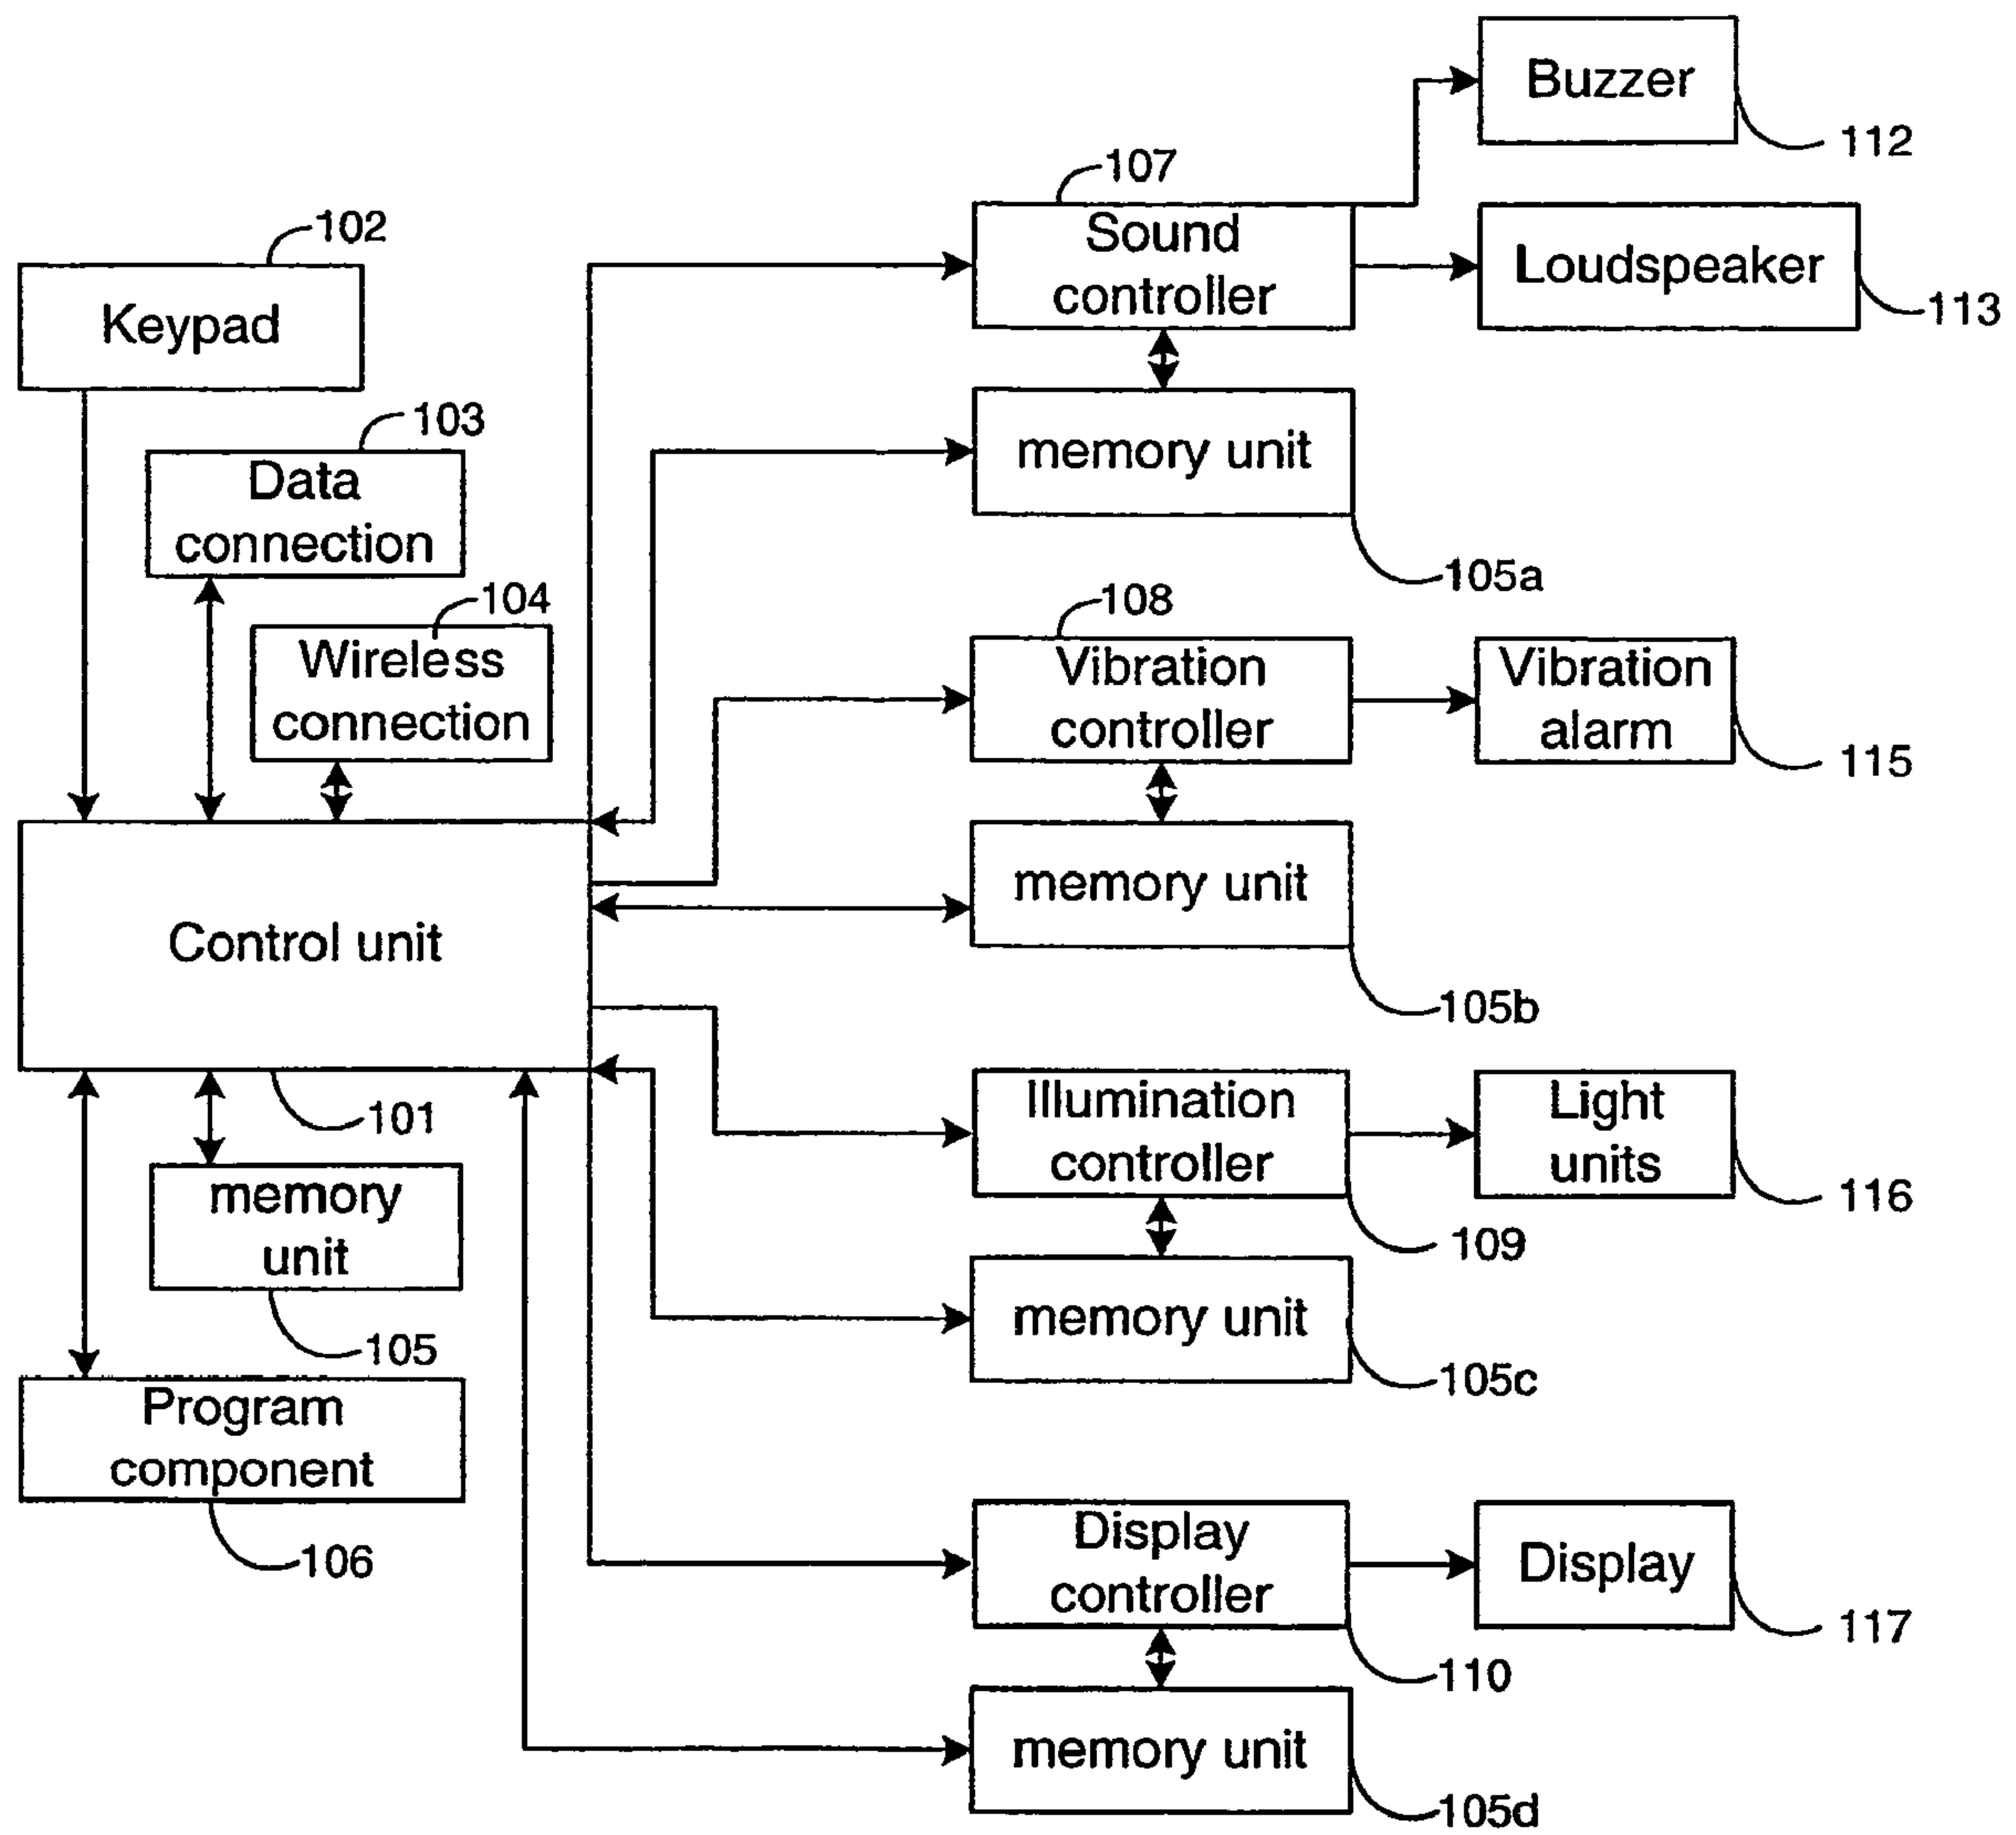 Buzzer
112
107
Sound
controller
Loudspeaker
113
102
Keypad
103
Data
connection
memory unit
105a
104
Wireless
connection
108
Vibration
controller
Vibration
alarm
115
Control unit
memory unit
105b
101
Illumination
controller
109
Light
units
116
memory
unit
105
memory unit
105c
Program
component
106
Display
controller
110
Display
117
memory unit
105d